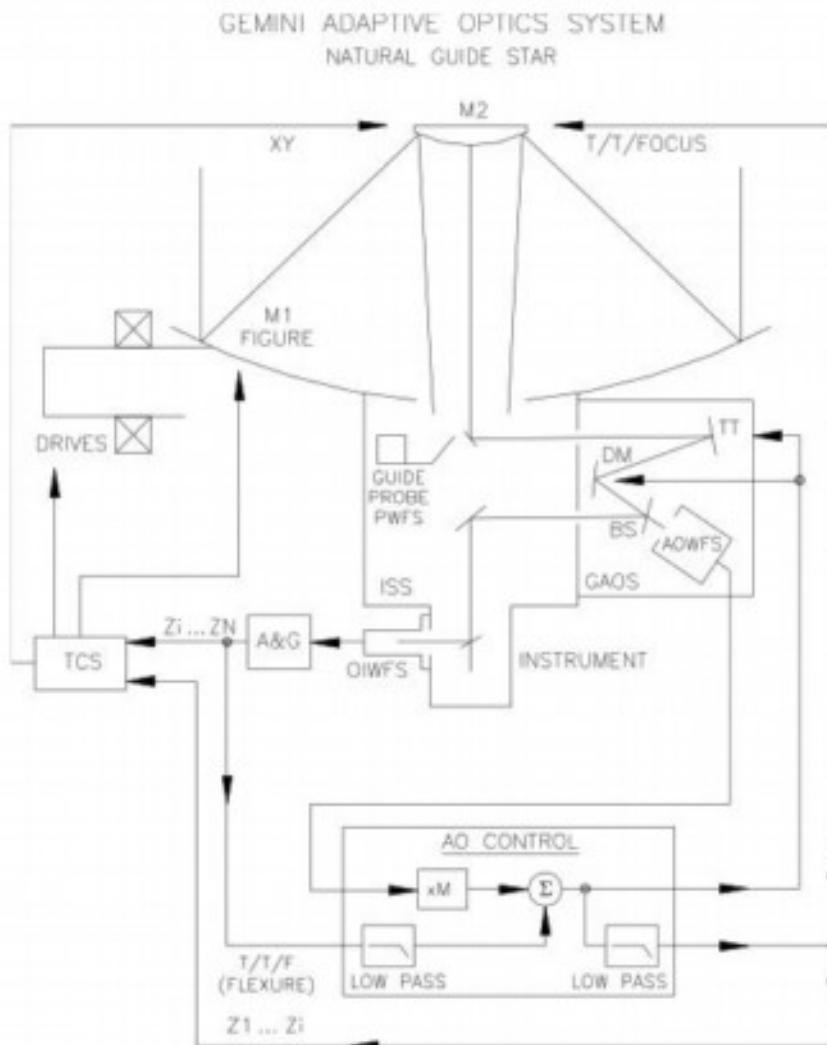 GEMINI ADAPTIVE OPTICS SYSTEM
NATURAL GUIDE STAR
M2
XY
T/T/FOCUS
M1
FIGURE
DRIVES
GUIDE
PROBE
PWFS
TT
DM
BS
AOWFS
ISS
GAOS
Zi ... ZN
A&G
TCS
OIWFS
INSTRUMENT
AO CONTROL
xM
Σ
T/T/F
(FLEXURE)
LOW PASS
LOW PASS
Z1 ... Zi